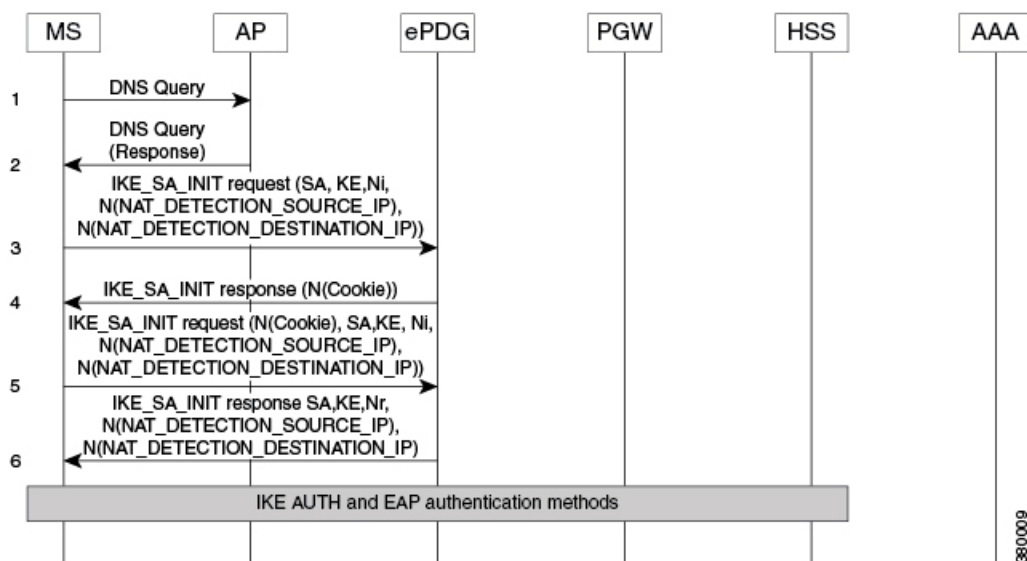 MS AP ePDG PGW HSS AAA
1
DNS Query
DNS Query
(Response)
2
IKE_SA_INIT request (SA, KE,Ni,
N(NAT_DETECTION_SOURCE_IP),
N(NAT_DETECTION_DESTINATION_IP))
3
IKE_SA_INIT response (N(Cookie))
4
IKE_SA_INIT request (N(Cookie), SA,KE, Ni,
N(NAT_DETECTION_SOURCE_IP),
N(NAT_DETECTION_DESTINATION_IP))
5
IKE_SA_INIT response SA,KE,Nr,
N(NAT_DETECTION_SOURCE_IP),
N(NAT_DETECTION_DESTINATION_IP)
6
IKE AUTH and EAP authentication methods
380009